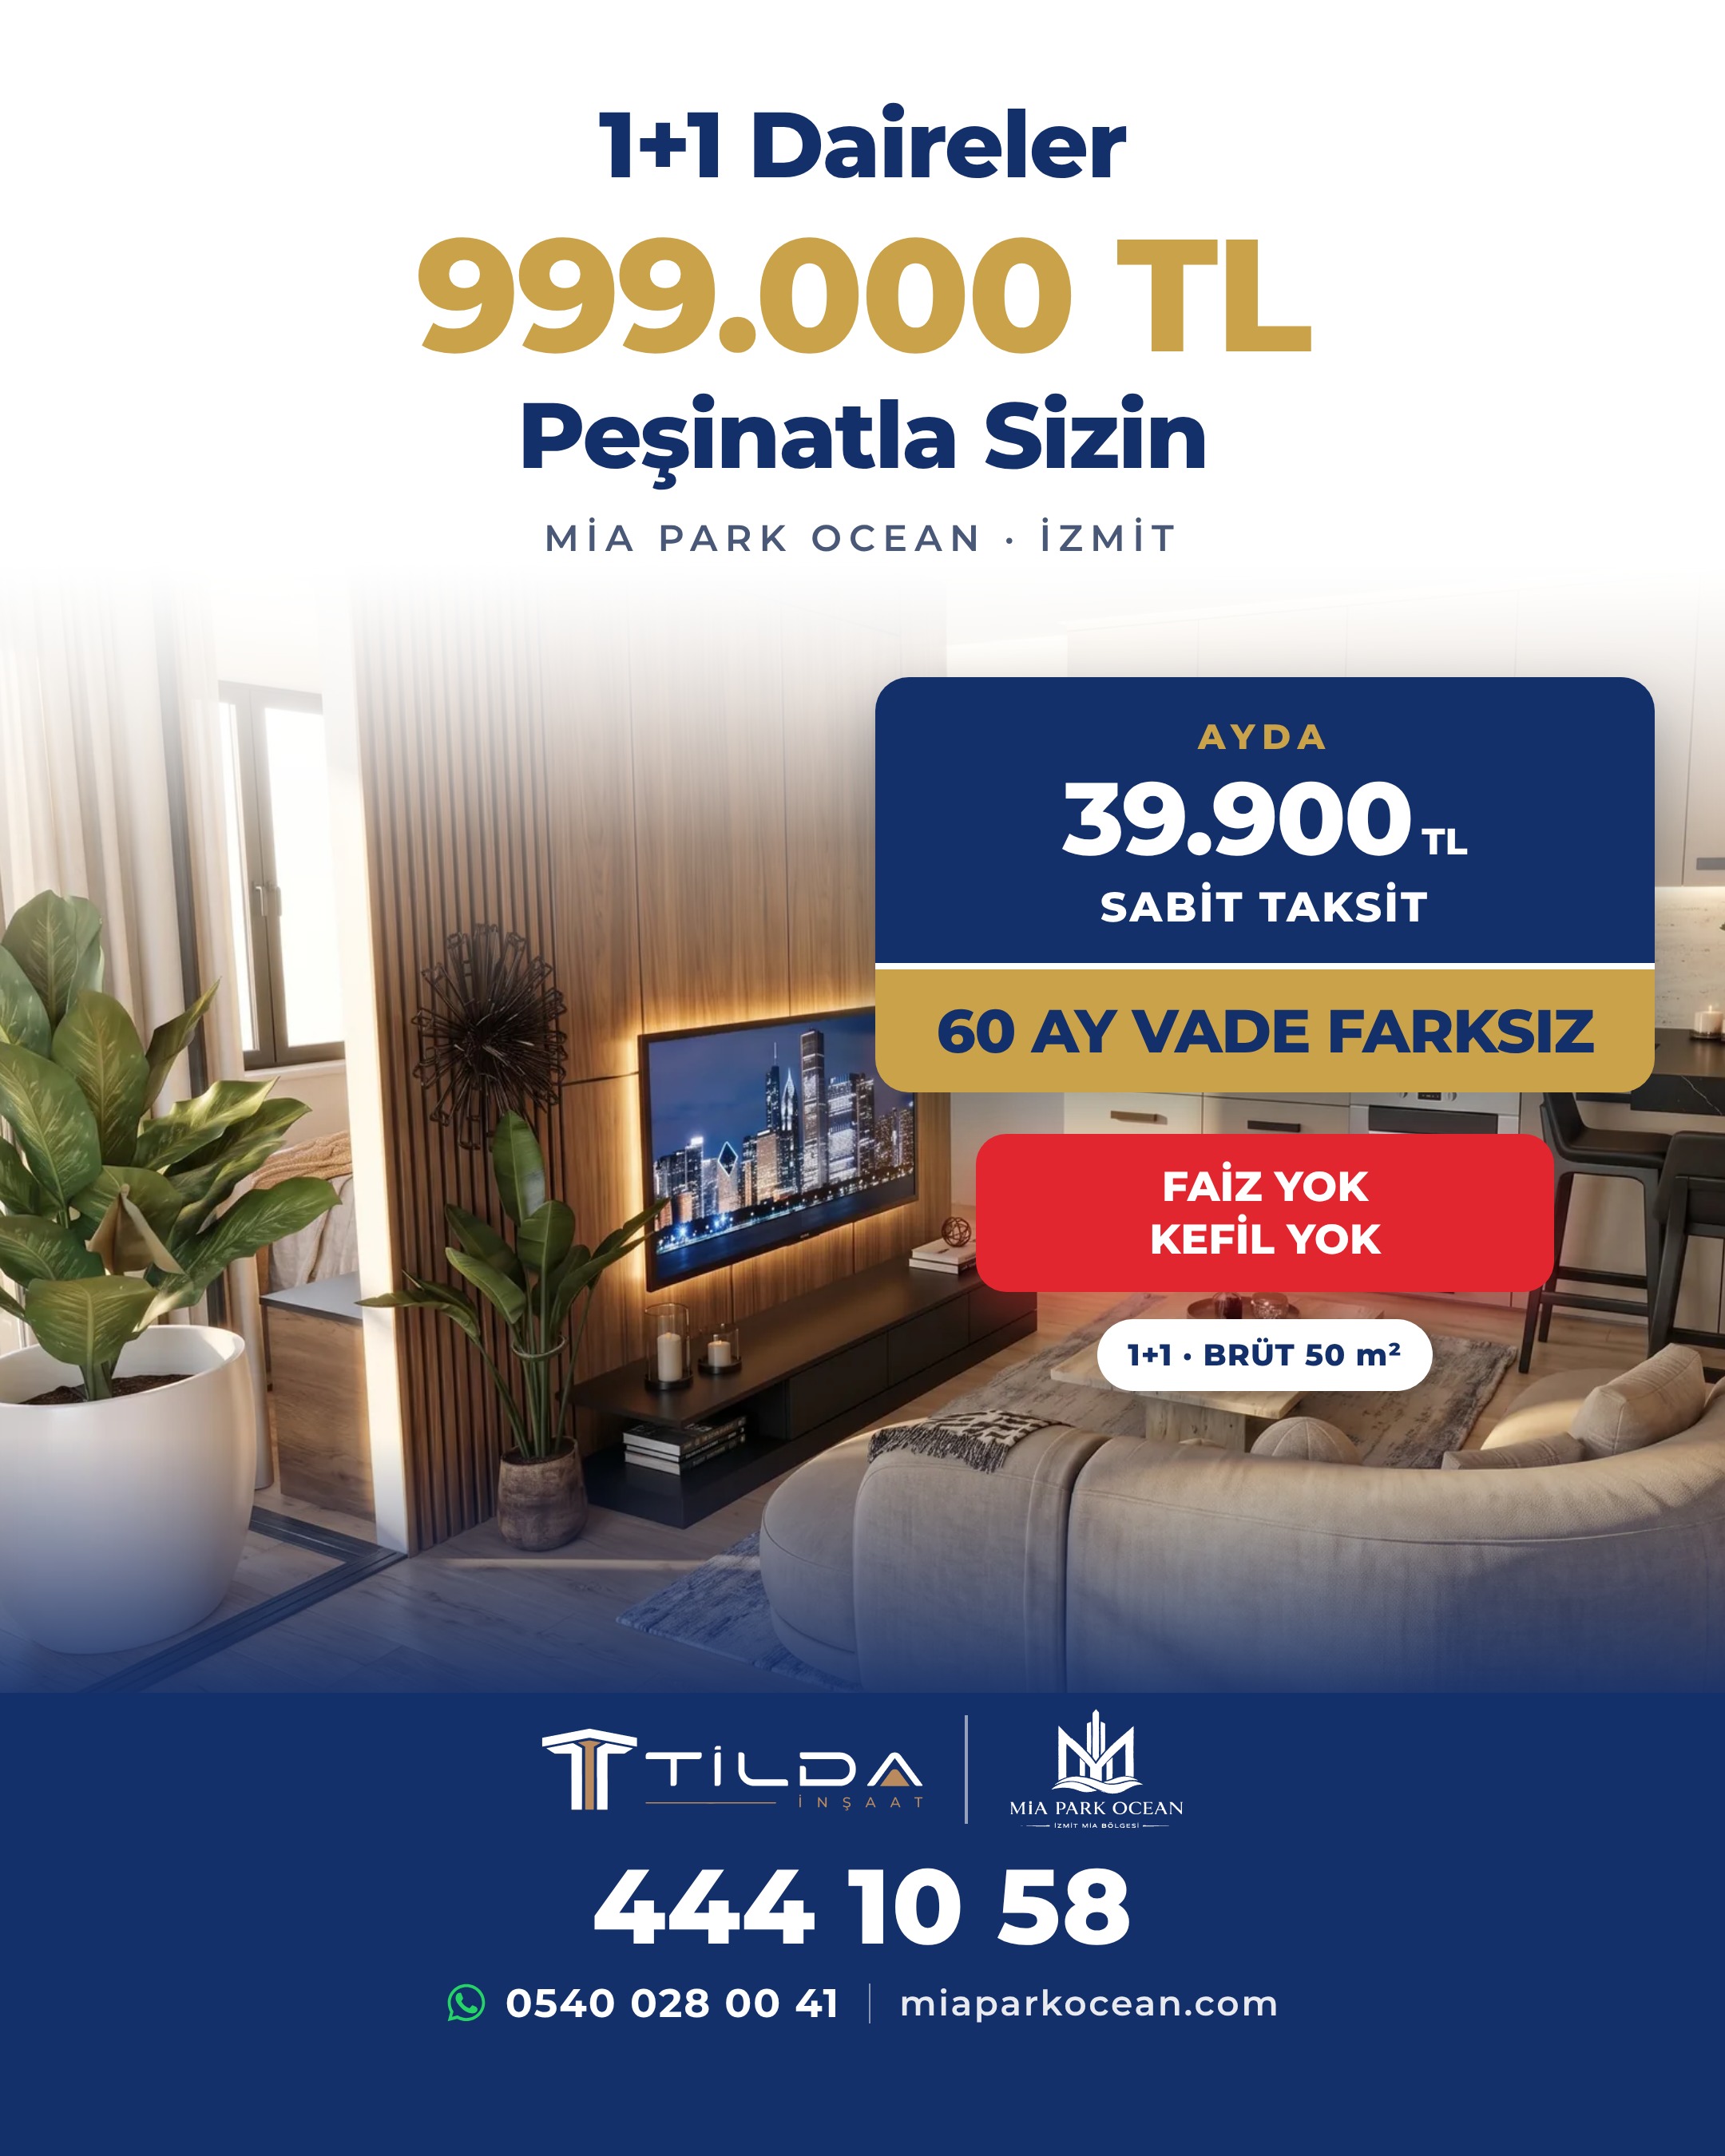 1+1 Daireler
999.000 TL
Peşinatla Sizin
MİA PARK OCEAN · İZMİT
AYDA
39.900 TL
SABİT TAKSİT
60 AY VADE FARKSIZ
FAİZ YOK
KEFİL YOK
1+1 · BRÜT 50 m²
TİLDA
İNŞAAT
MİA PARK OCEAN
İZMİT MİA BÖLGESİ
444 10 58
0540 028 00 41 | miaparkocean.com